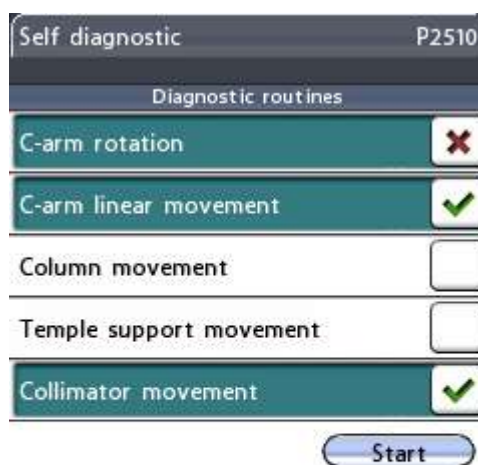 Self diagnostic P2510
Diagnostic routines
C-arm rotation
C-arm linear movement
Column movement
Temple support movement
Collimator movement
Start